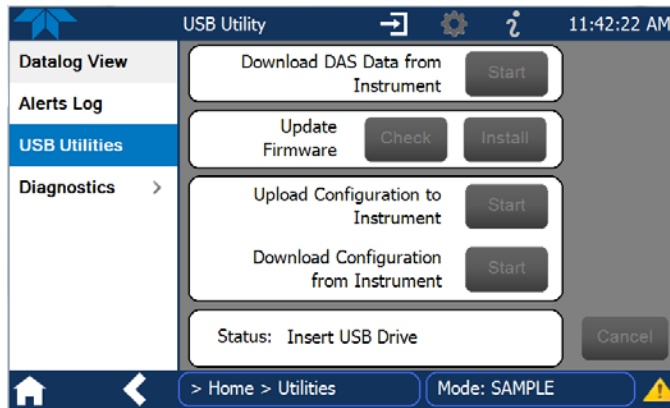 USB Utility
11:42:22 AM
Datalog View
Alerts Log
USB Utilities
Diagnostics >
Download DAS Data from
Instrument
Start
Update
Firmware
Check
Install
Upload Configuration to
Instrument
Start
Download Configuration
from Instrument
Start
Status: Insert USB Drive
Cancel
> Home > Utilities
Mode: SAMPLE